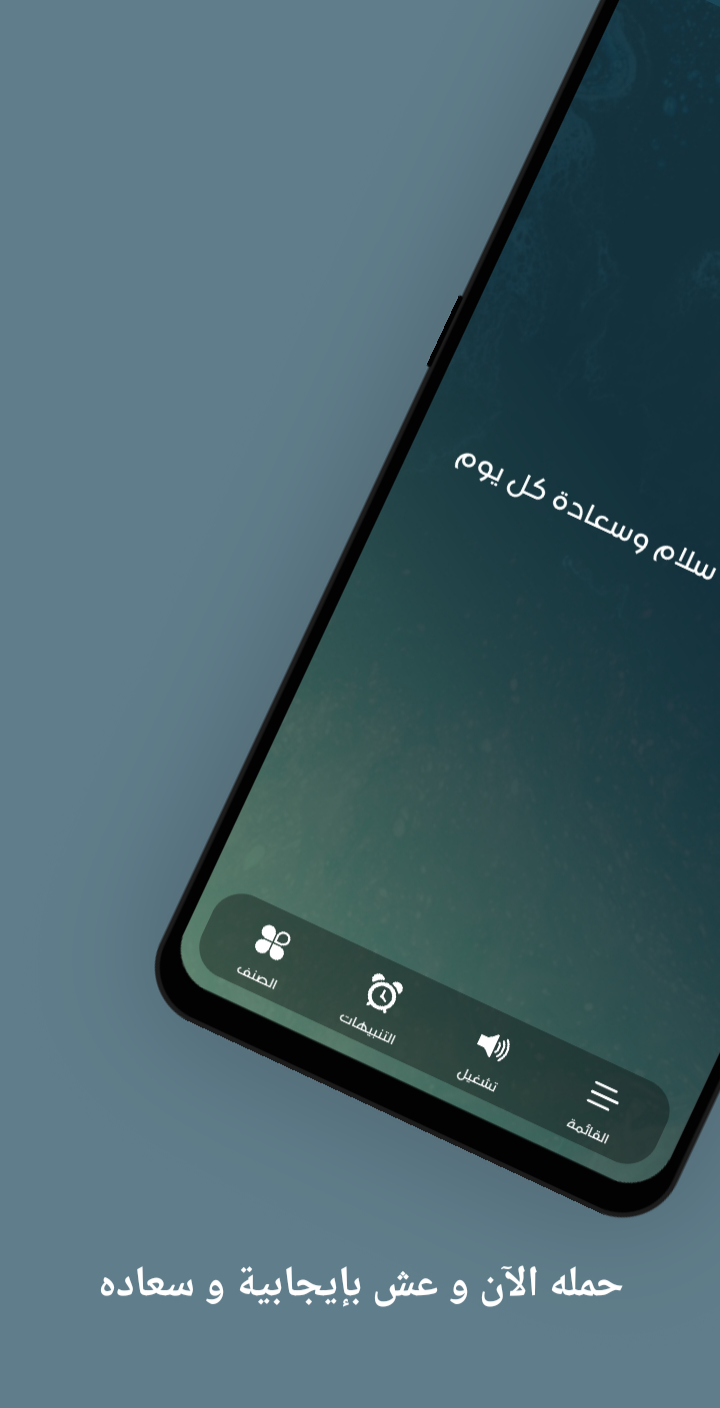 سلام وسعادة كل يوم
القائمة
تشغيل
التنبيهات
الصنف
حمله الآن و عش بإيجابية و سعاده